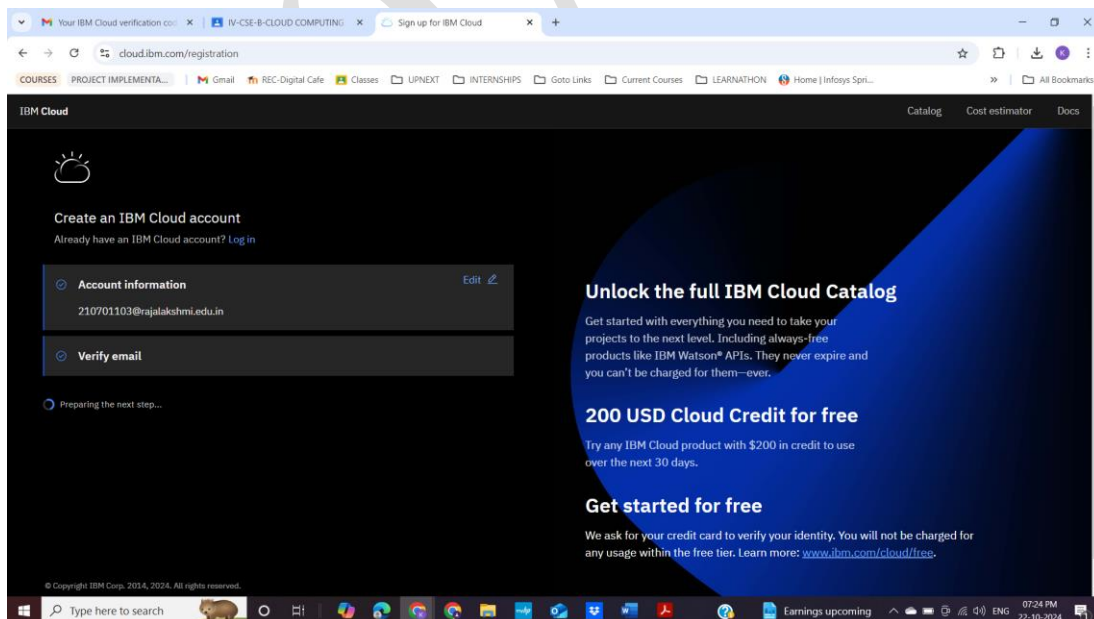 Your IBM Cloud verification co
IV-CSE-B-CLOUD COMPUTING
Sign up for IBM Cloud
cloud.ibm.com/registration
K
COURSES
PROJECT IMPLEMENTA...
Gmail
REC-Digital Cafe
Classes
UPNEXT
INTERNSHIPS
Goto Links
Current Courses
LEARNATHON
Home | Infosys Spri...
»
All Bookmarks
IBM Cloud
Catalog
Cost estimator
Docs
Create an IBM Cloud account
Already have an IBM Cloud account? Log in
Account information
Edit
210701103@rajalakshmi.edu.in
Verify email
Preparing the next step...
Unlock the full IBM Cloud Catalog
Get started with everything you need to take your
projects to the next level. Including always-free
products like IBM Watson® APIs. They never expire and
you can't be charged for them—ever.
200 USD Cloud Credit for free
Try any IBM Cloud product with $200 in credit to use
over the next 30 days.
Get started for free
We ask for your credit card to verify your identity. You will not be charged for
any usage within the free tier. Learn more: www.ibm.com/cloud/free.
© Copyright IBM Corp. 2014, 2024. All rights reserved.
Type here to search
Earnings upcoming
ENG
07:24 PM
22-10-2024